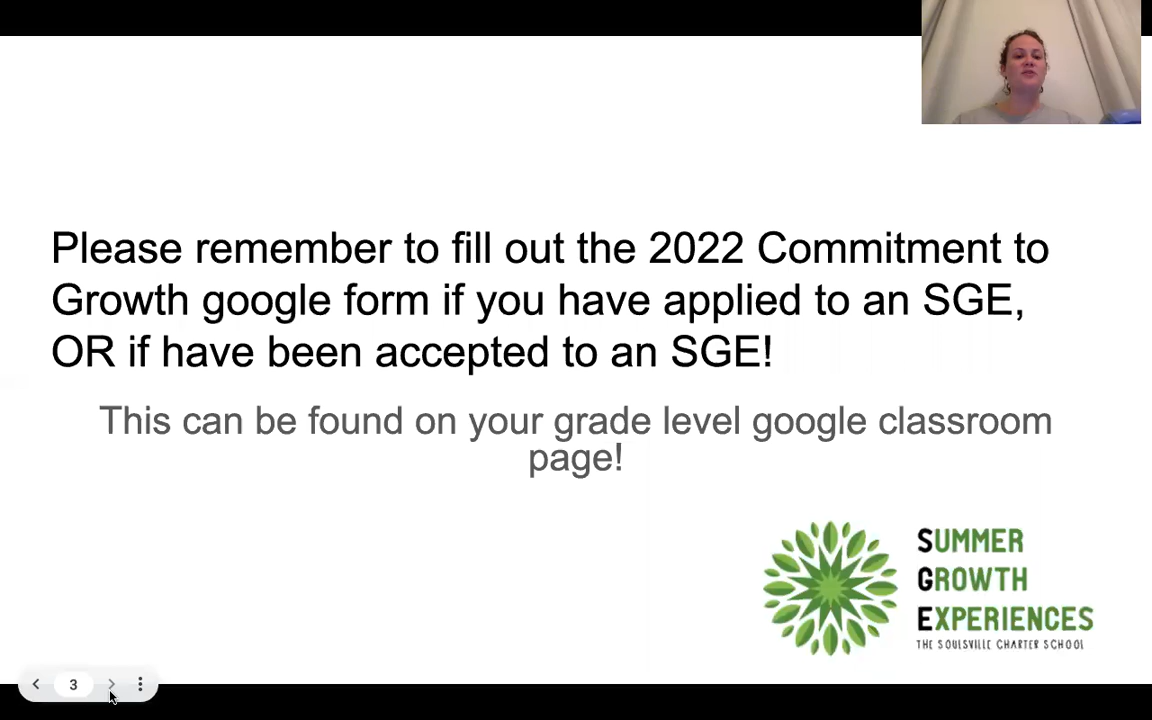 Please remember to fill out the 2022 Commitment to
Growth google form if you have applied to an SGE,
OR if have been accepted to an SGE!
This can be found on your grade level google classroom
page!
SUMMER
GROWTH
EXPERIENCES
THE SOULSVILLE CHARTER SCHOOL
3